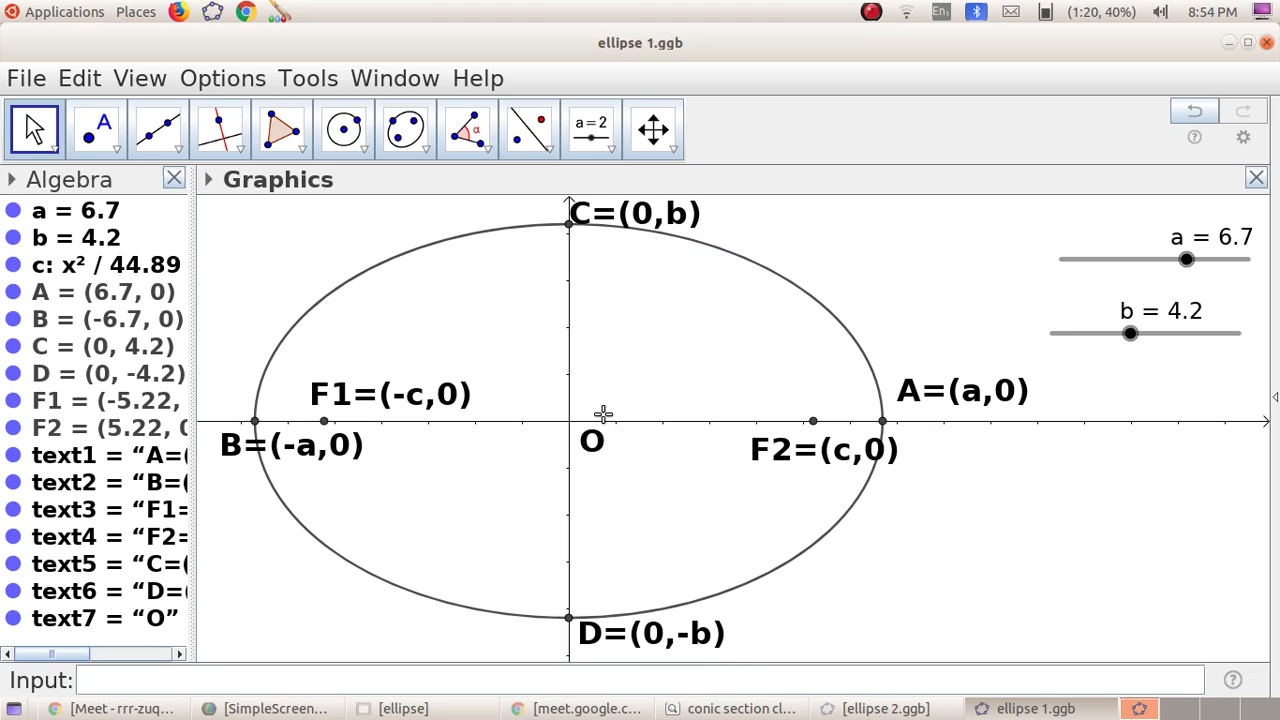 Applications Places En₁ (1:20, 40%) 8:54 PM
ellipse 1.ggb
File Edit View Options Tools Window Help
A α a=2
Algebra Graphics
a = 6.7
b = 4.2
c: x² / 44.89
A = (6.7, 0)
B = (-6.7, 0)
C = (0, 4.2)
D = (0, -4.2)
F1 = (-5.22,
F2 = (5.22, 0
text1 = “A=(
text2 = “B=(
text3 = “F1=
text4 = “F2=
text5 = “C=(
text6 = “D=(
text7 = “O”
C=(0,b)
a = 6.7
b = 4.2
F1=(-c,0)
A=(a,0)
B=(-a,0)
O
F2=(c,0)
D=(0,-b)
Input:
[Meet - rrr-zuq... [SimpleScreen... [ellipse] [meet.google.c... conic section cl... [ellipse 2.ggb] ellipse 1.ggb